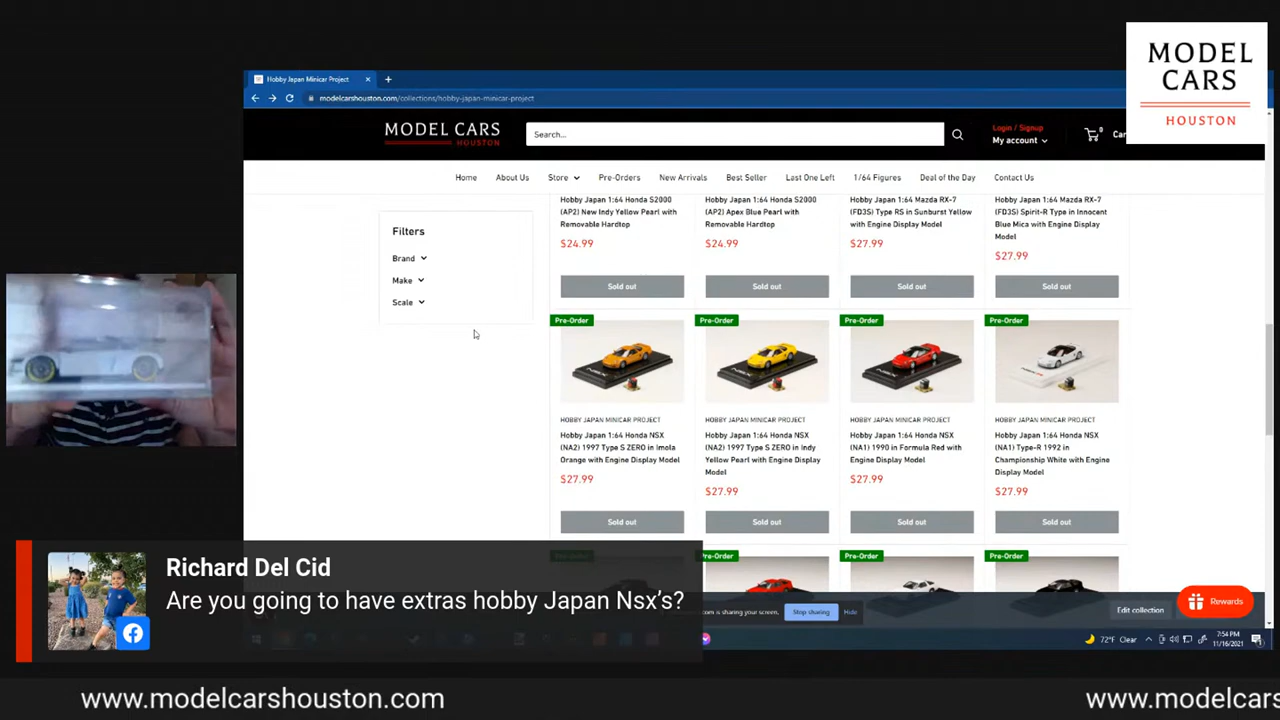 MODEL
CARS
HOUSTON
Hobby Japan Minicar Project
modelcarshouston.com/collections/hobby-japan-minicar-project
MODEL CARS
HOUSTON
Search...
Login / Signup
My account
0
Car
Home About Us Store Pre-Orders New Arrivals Best Seller Last One Left 1/64 Figures Deal of the Day Contact Us
Filters
Brand
Make
Scale
Hobby Japan 1:64 Honda S2000
(AP2) New Indy Yellow Pearl with
Removable Hardtop
$24.99
Sold out
Hobby Japan 1:64 Honda S2000
(AP2) Apex Blue Pearl with
Removable Hardtop
$24.99
Sold out
Hobby Japan 1:64 Mazda RX-7
(FD3S) Type RS in Sunburst Yellow
with Engine Display Model
$27.99
Sold out
Hobby Japan 1:64 Mazda RX-7
(FD3S) Spirit-R Type in Innocent
Blue Mica with Engine Display
Model
$27.99
Sold out
Pre-Order
HOBBY JAPAN MINICAR PROJECT
Hobby Japan 1:64 Honda NSX
(NA2) 1997 Type S ZERO in Imola
Orange with Engine Display Model
$27.99
Sold out
Pre-Order
HOBBY JAPAN MINICAR PROJECT
Hobby Japan 1:64 Honda NSX
(NA2) 1997 Type S ZERO in Indy
Yellow Pearl with Engine Display
Model
$27.99
Sold out
Pre-Order
HOBBY JAPAN MINICAR PROJECT
Hobby Japan 1:64 Honda NSX
(NA1) 1990 in Formula Red with
Engine Display Model
$27.99
Sold out
Pre-Order
HOBBY JAPAN MINICAR PROJECT
Hobby Japan 1:64 Honda NSX
(NA1) Type-R 1992 in
Championship White with Engine
Display Model
$27.99
Sold out
Pre-Order
Pre-Order
Pre-Order
Pre-Order
.com is sharing your screen.
Stop sharing
Hide
Edit collection
Rewards
72°F Clear
7:54 PM
11/16/2021
Richard Del Cid
Are you going to have extras hobby Japan Nsx's?
www.modelcarshouston.com
www.modelcars